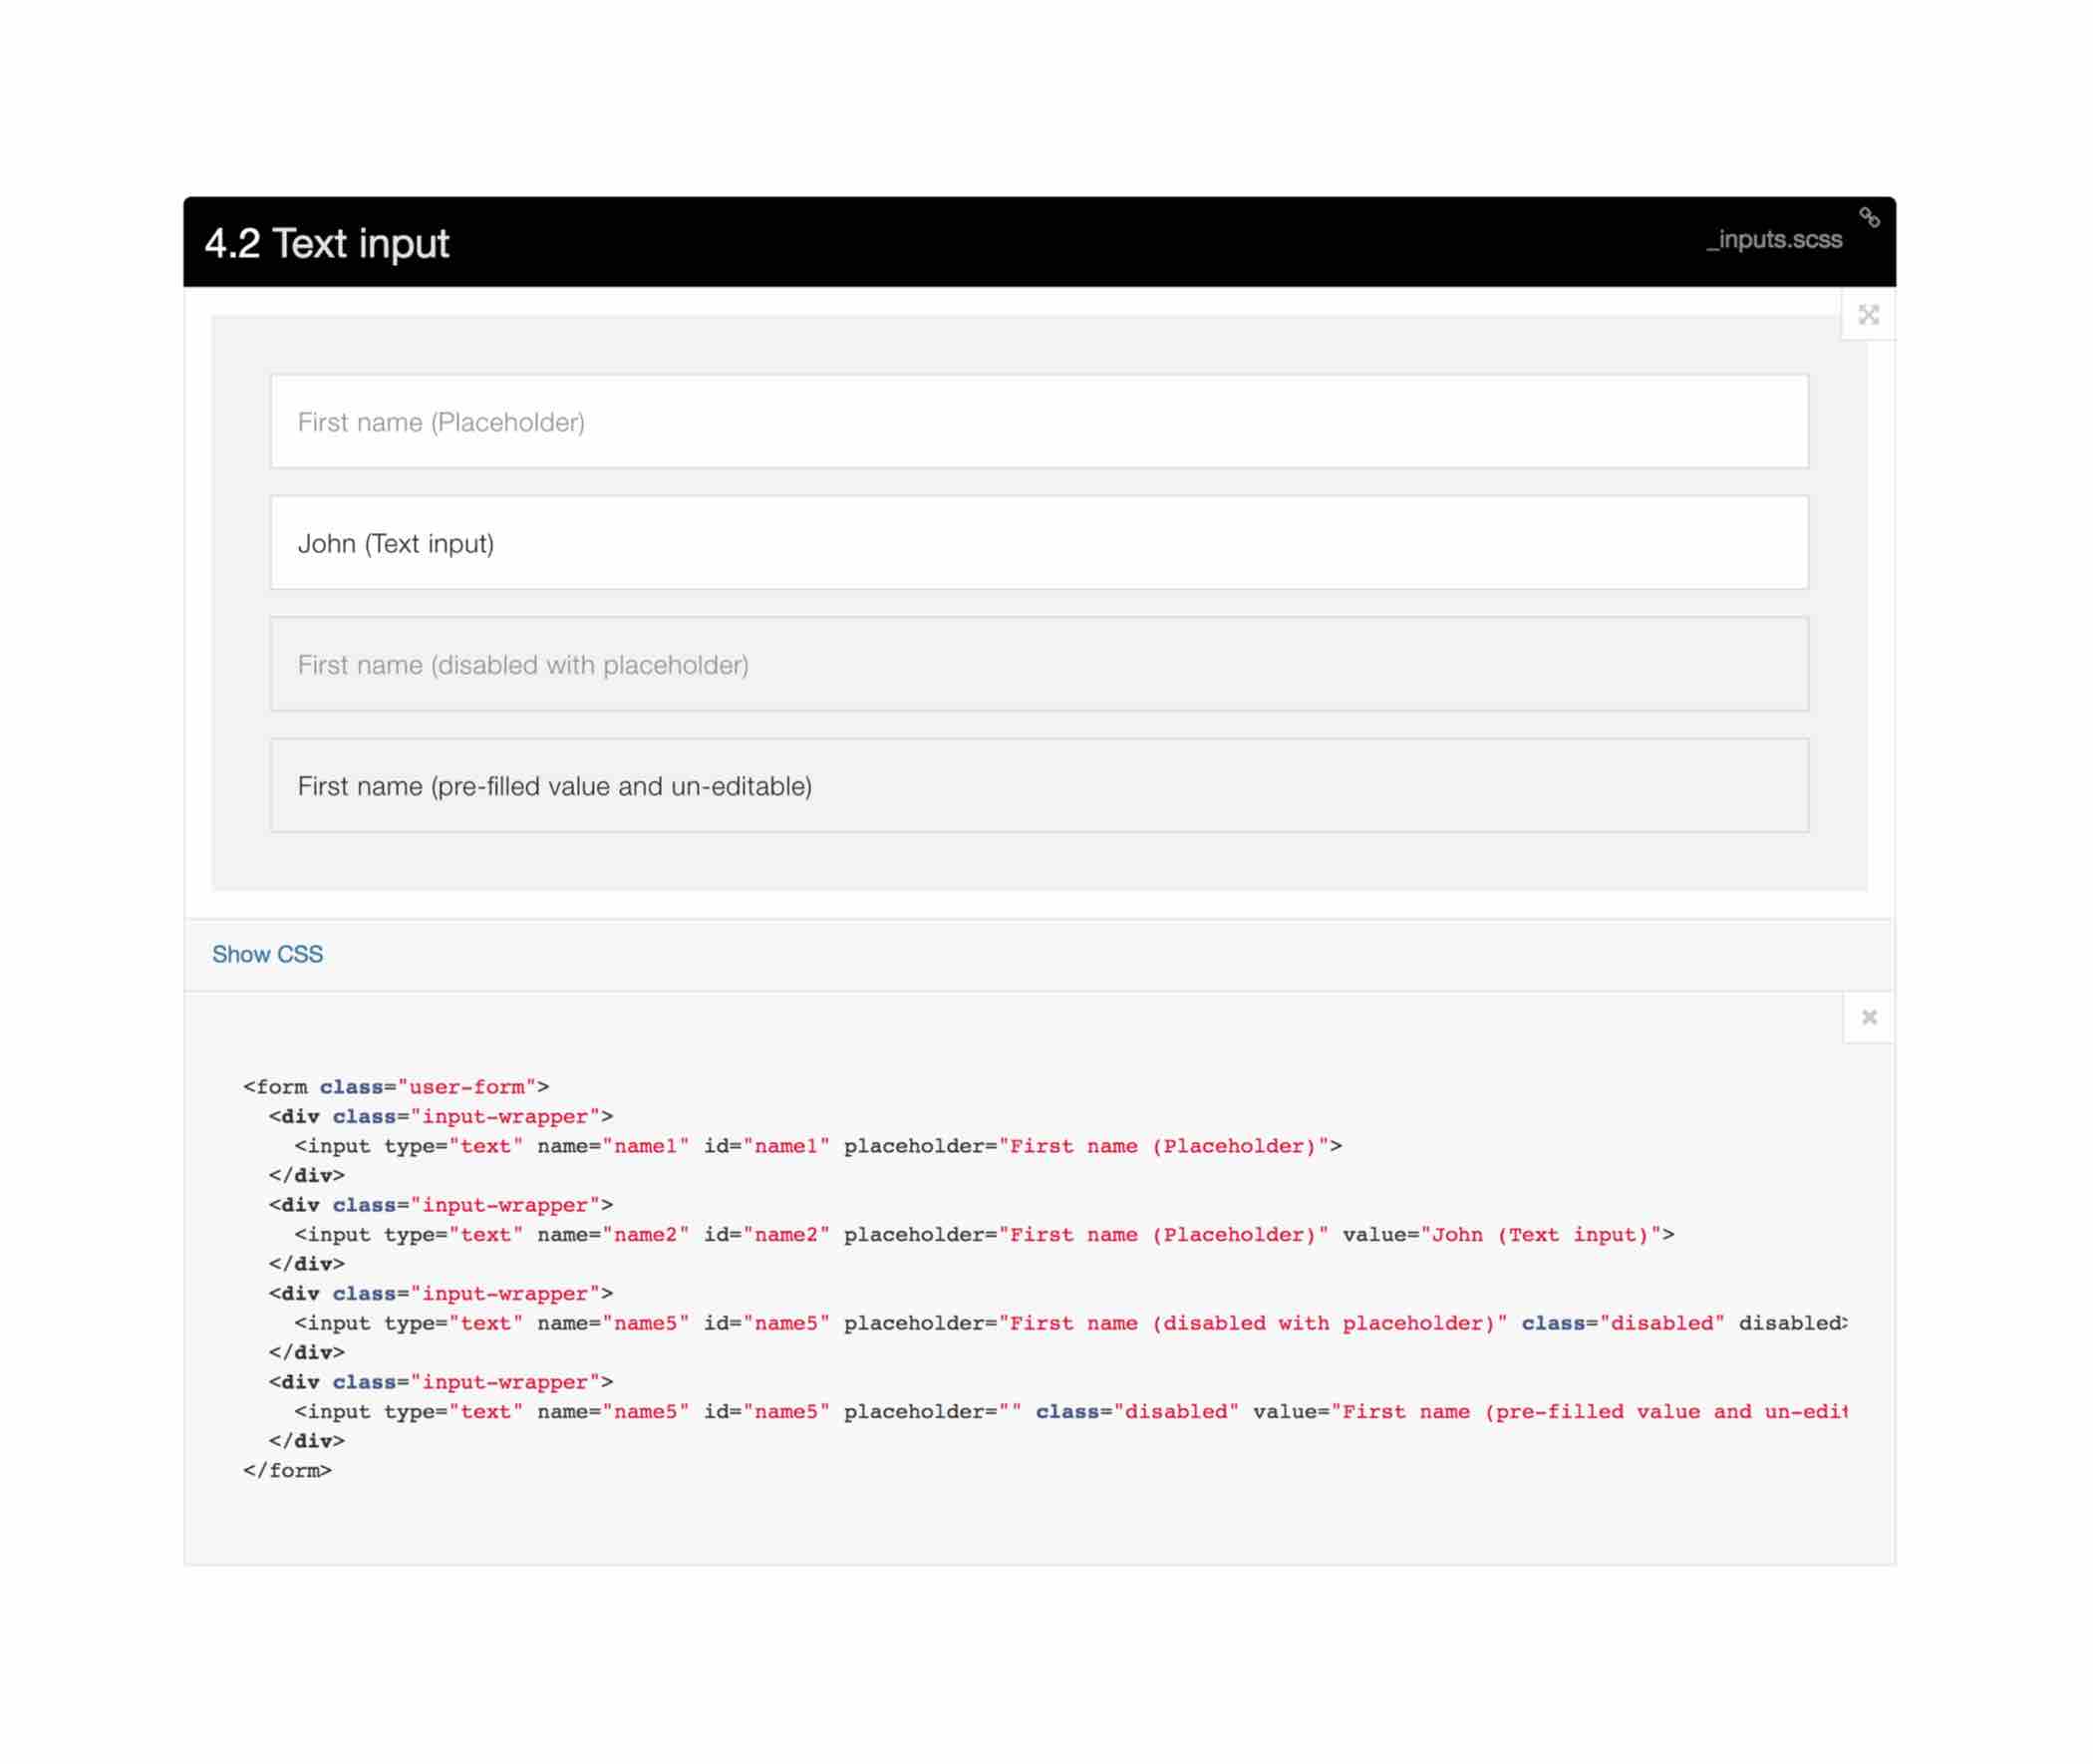 4.2 Text input
_inputs.scss
First name (Placeholder)
John (Text input)
First name (disabled with placeholder)
First name (pre-filled value and un-editable)
Show CSS
<form class="user-form">
  <div class="input-wrapper">
    <input type="text" name="name1" id="name1" placeholder="First name (Placeholder)">
  </div>
  <div class="input-wrapper">
    <input type="text" name="name2" id="name2" placeholder="First name (Placeholder)" value="John (Text input)">
  </div>
  <div class="input-wrapper">
    <input type="text" name="name5" id="name5" placeholder="First name (disabled with placeholder)" class="disabled" disabled>
  </div>
  <div class="input-wrapper">
    <input type="text" name="name5" id="name5" placeholder="" class="disabled" value="First name (pre-filled value and un-edit
  </div>
</form>